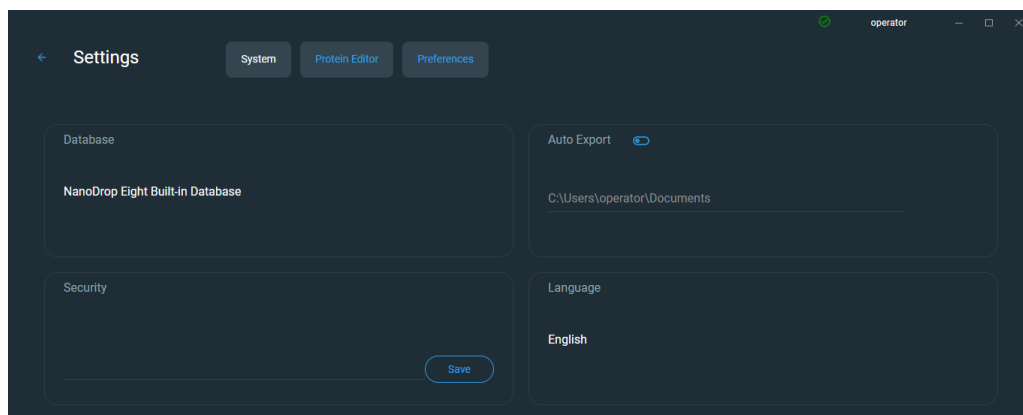 operator
Settings
System
Protein Editor
Preferences
Database
NanoDrop Eight Built-in Database
Auto Export
C:\Users\operator\Documents
Security
Save
Language
English